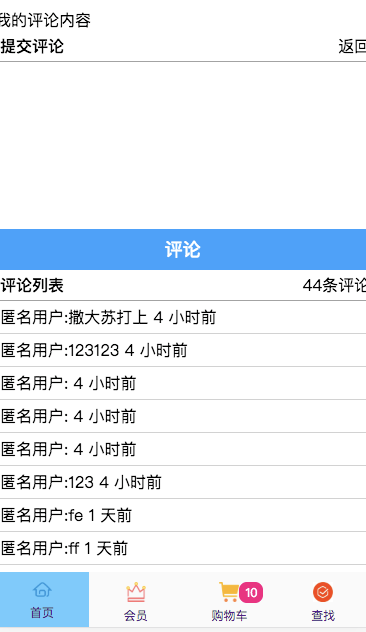 我的评论内容
提交评论 返回
评论
评论列表 44条评论
匿名用户:撒大苏打上 4 小时前
匿名用户:123123 4 小时前
匿名用户: 4 小时前
匿名用户: 4 小时前
匿名用户: 4 小时前
匿名用户:123 4 小时前
匿名用户:fe 1 天前
匿名用户:ff 1 天前
10
首页 会员 购物车 查找